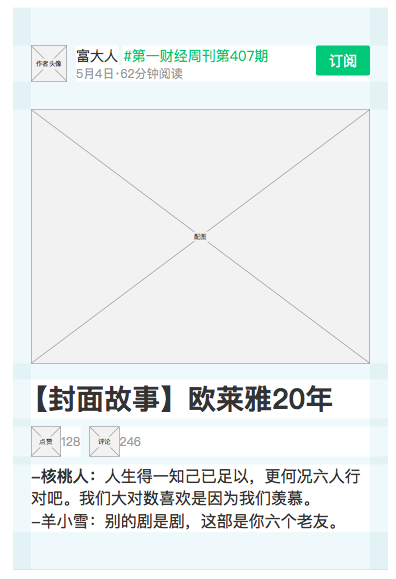 作者头像
富大人 #第一财经周刊第407期
5月4日·62分钟阅读
订阅
配图
【封面故事】欧莱雅20年
点赞 128 评论 246
–核桃人：人生得一知己已足以，更何况六人行
对吧。我们大对数喜欢是因为我们羡慕。
–羊小雪：别的剧是剧，这部是你六个老友。